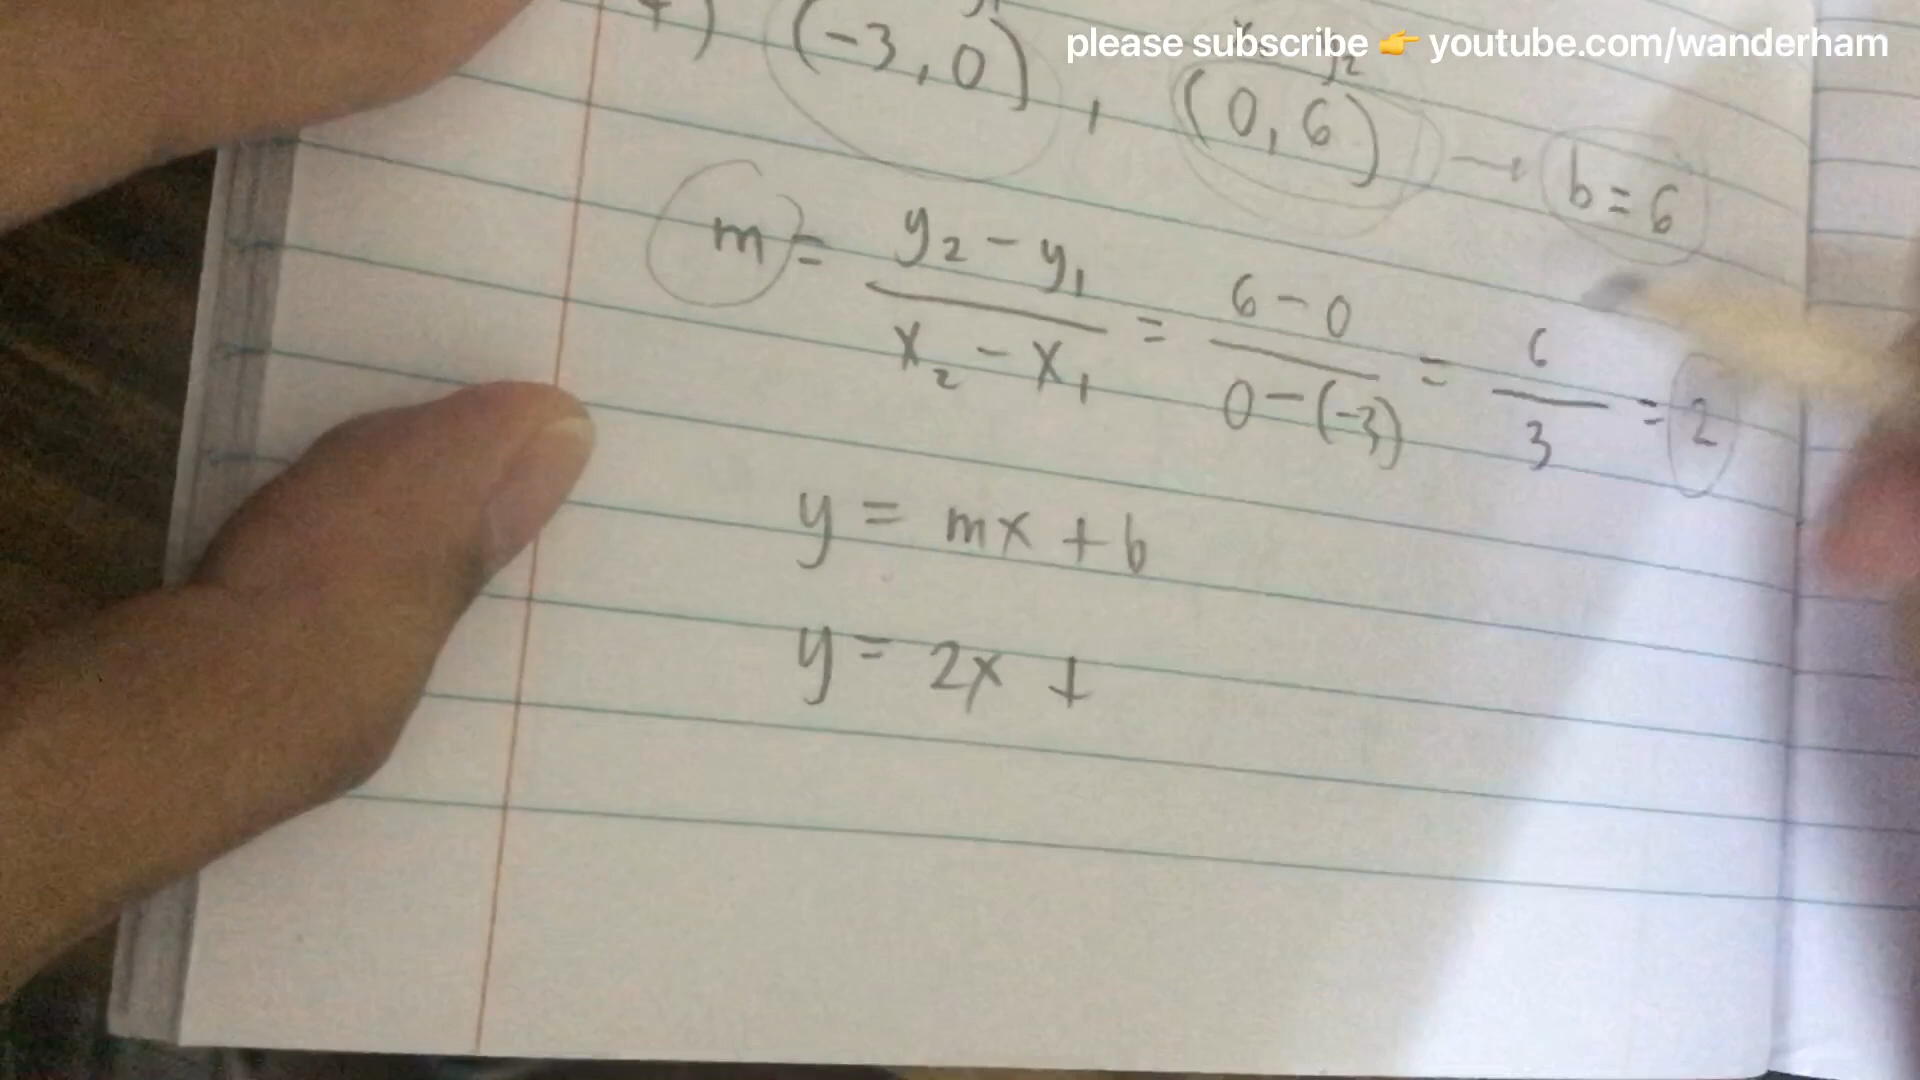 please subscribe 👉 youtube.com/wanderham
(-3, 0) , (0, 6) → b = 6
m = y₂ - y₁ / x₂ - x₁ = 6 - 0 / 0 - (-3) = 6 / 3 = 2
y = mx + b
y = 2x +